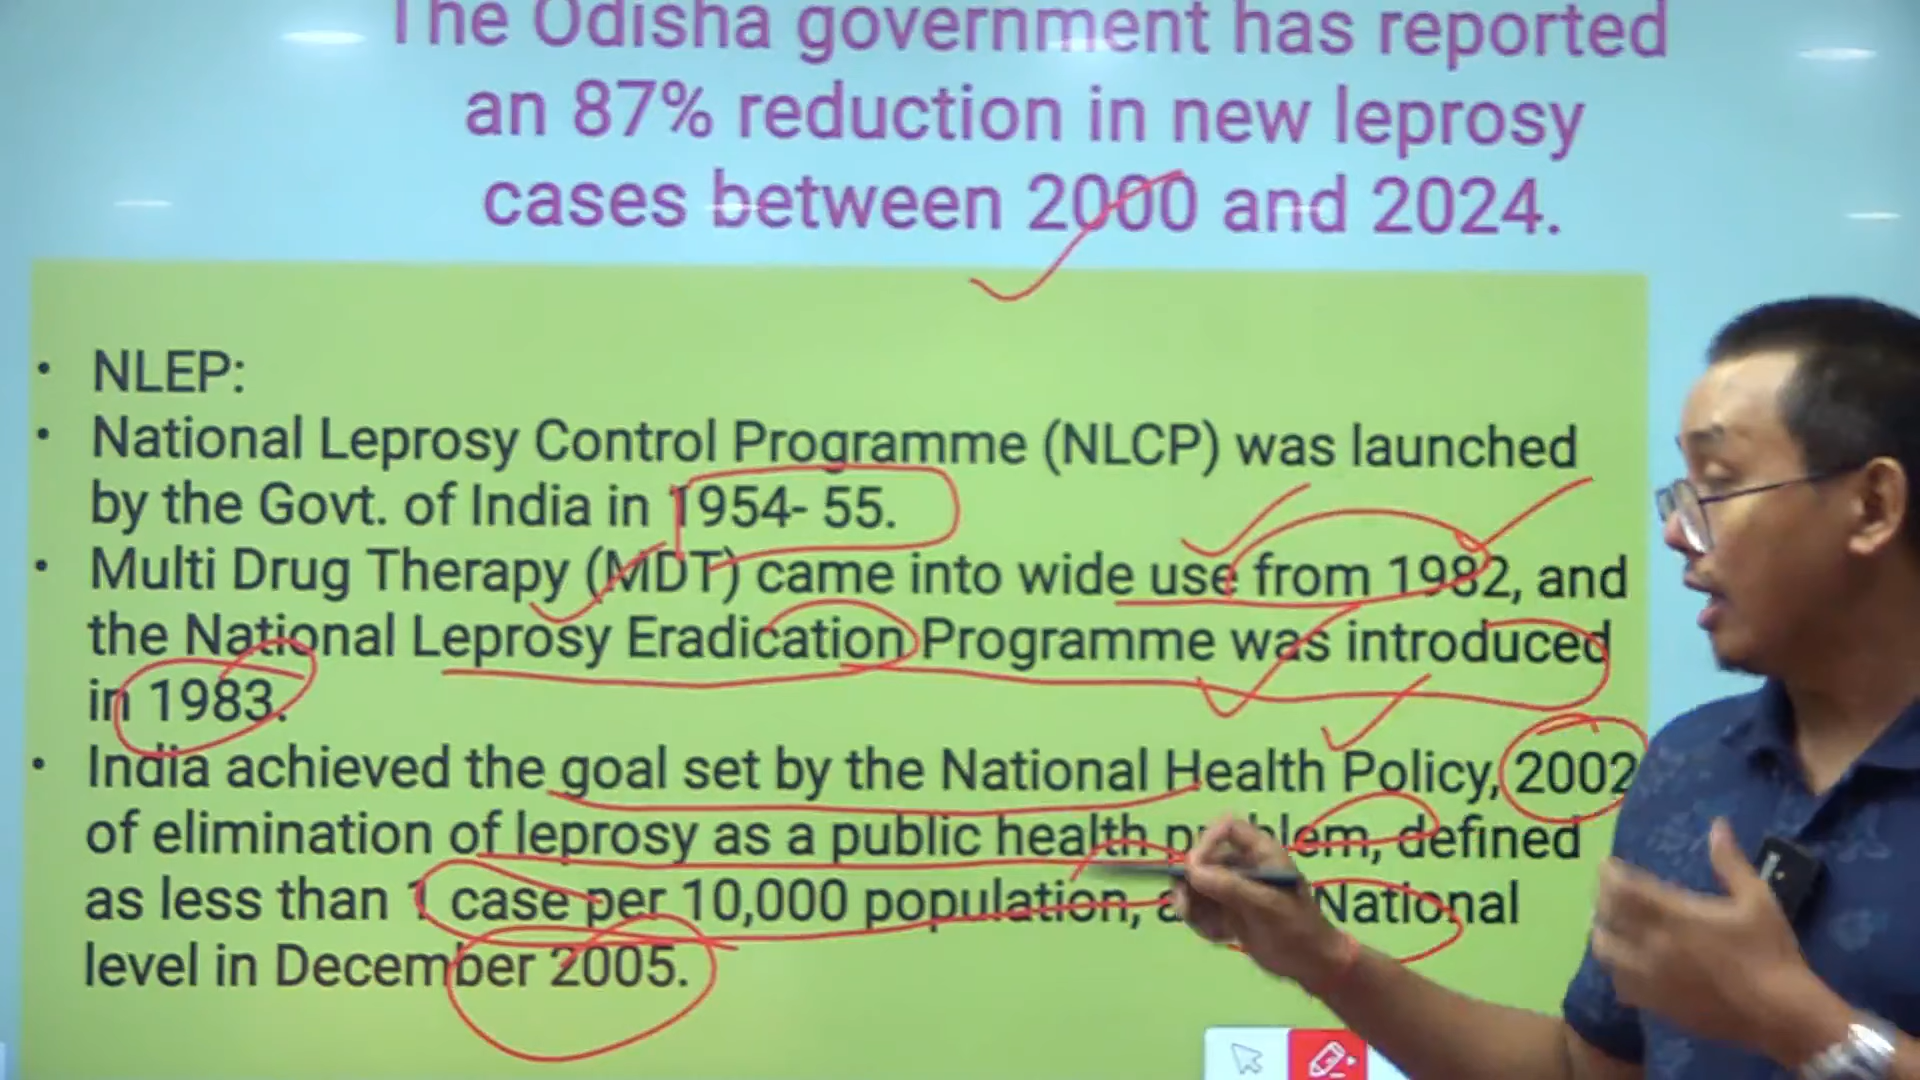 The Odisha government has reported
an 87% reduction in new leprosy
cases between 2000 and 2024.
• NLEP:
• National Leprosy Control Programme (NLCP) was launched
by the Govt. of India in 1954- 55.
• Multi Drug Therapy (MDT) came into wide use from 1982, and
the National Leprosy Eradication Programme was introduced
in 1983.
• India achieved the goal set by the National Health Policy, 2002
of elimination of leprosy as a public health problem, defined
as less than 1 case per 10,000 population, National
level in December 2005.